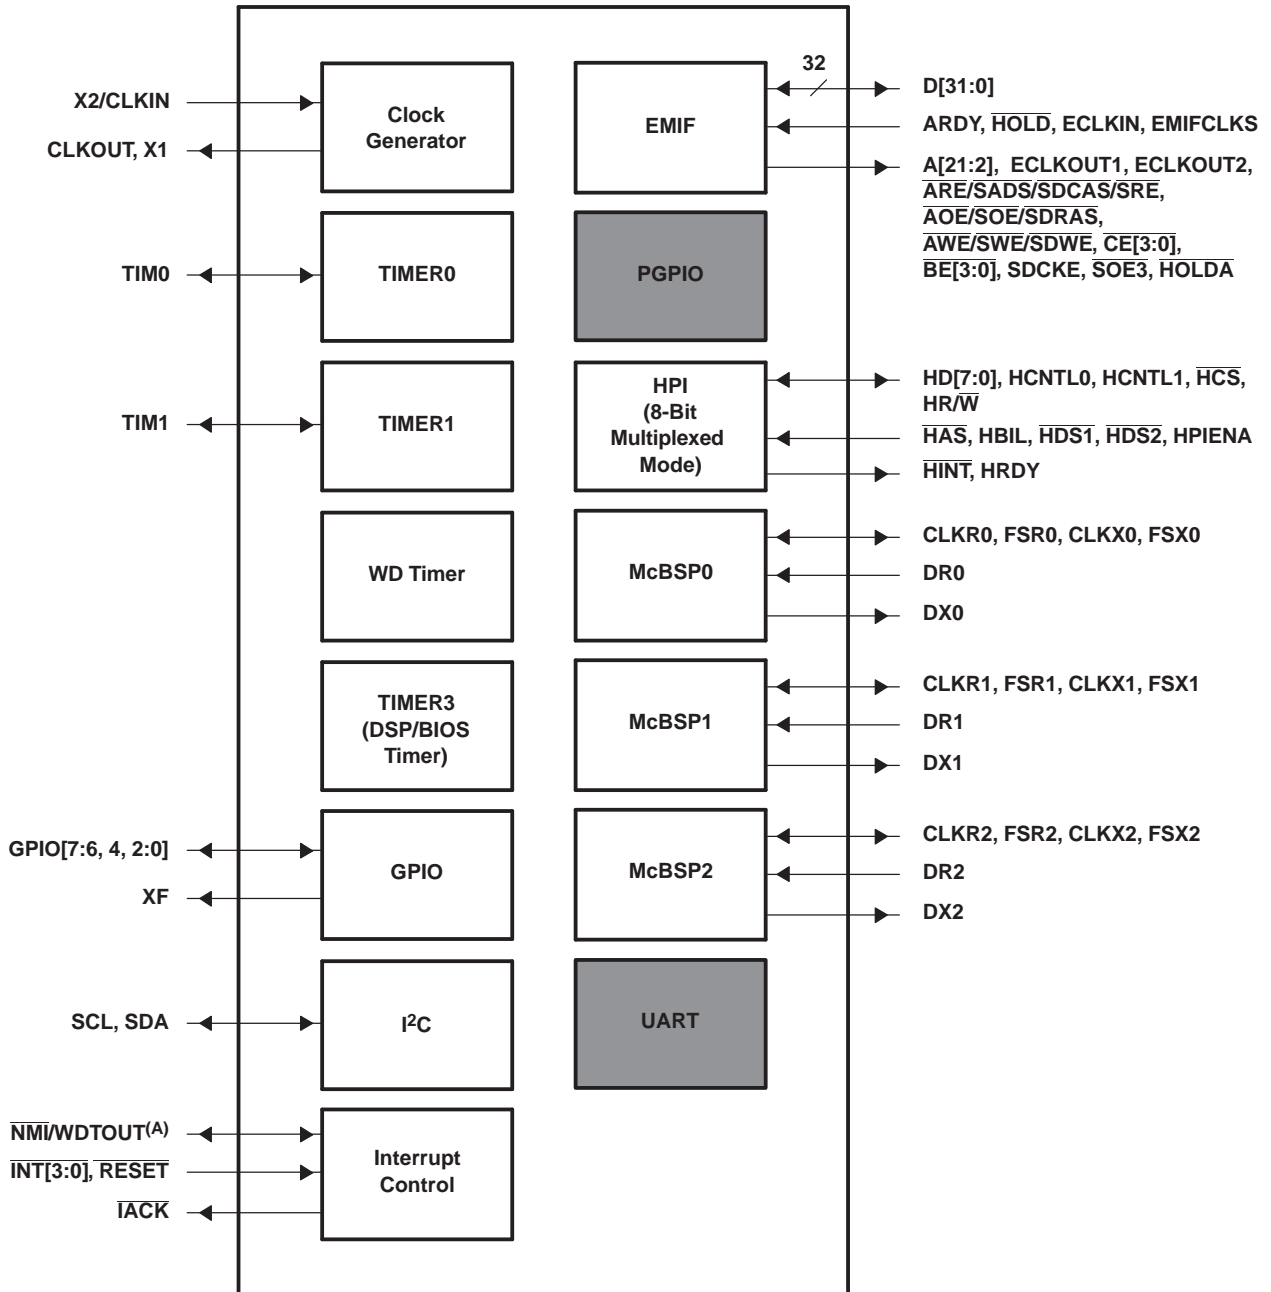 X2/CLKIN
CLKOUT, X1
Clock
Generator
TIM0
TIMER0
TIM1
TIMER1
WD Timer
TIMER3
(DSP/BIOS
Timer)
GPIO[7:6, 4, 2:0]
XF
GPIO
SCL, SDA
I²C
NMI/WDTOUT(A)
INT[3:0], RESET
IACK
Interrupt
Control
EMIF
32
D[31:0]
ARDY, HOLD, ECLKIN, EMIFCLKS
A[21:2], ECLKOUT1, ECLKOUT2,
ARE/SADS/SDCAS/SRE,
AOE/SOE/SDRAS,
AWE/SWE/SDWE, CE[3:0],
BE[3:0], SDCKE, SOE3, HOLDA
PGPIO
HPI
(8-Bit
Multiplexed
Mode)
HD[7:0], HCNTL0, HCNTL1, HCS,
HR/W
HAS, HBIL, HDS1, HDS2, HPIENA
HINT, HRDY
McBSP0
CLKR0, FSR0, CLKX0, FSX0
DR0
DX0
McBSP1
CLKR1, FSR1, CLKX1, FSX1
DR1
DX1
McBSP2
CLKR2, FSR2, CLKX2, FSX2
DR2
DX2
UART